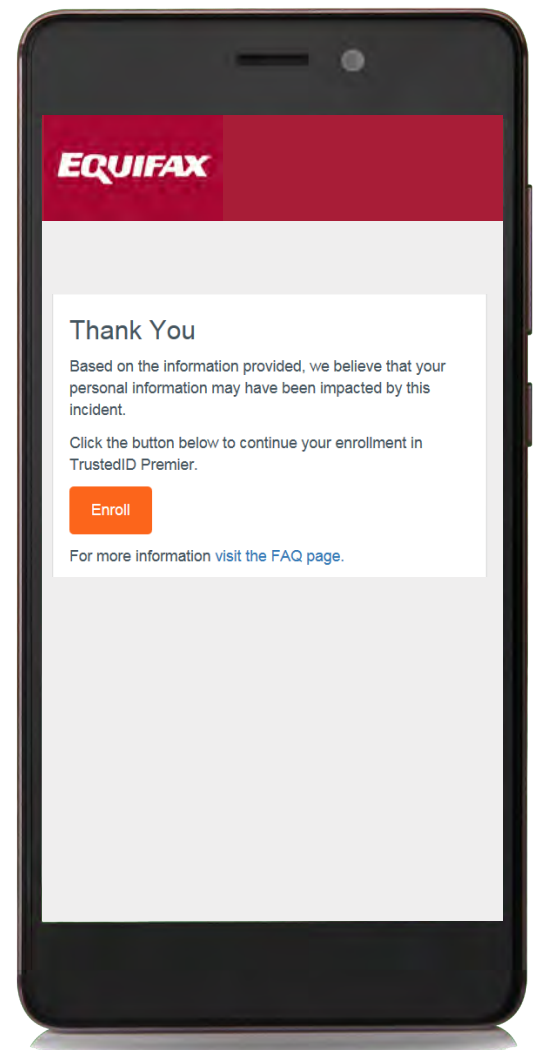 EQUIFAX
Thank You
Based on the information provided, we believe that your
personal information may have been impacted by this
incident.
Click the button below to continue your enrollment in
TrustedID Premier.
Enroll
For more information visit the FAQ page.